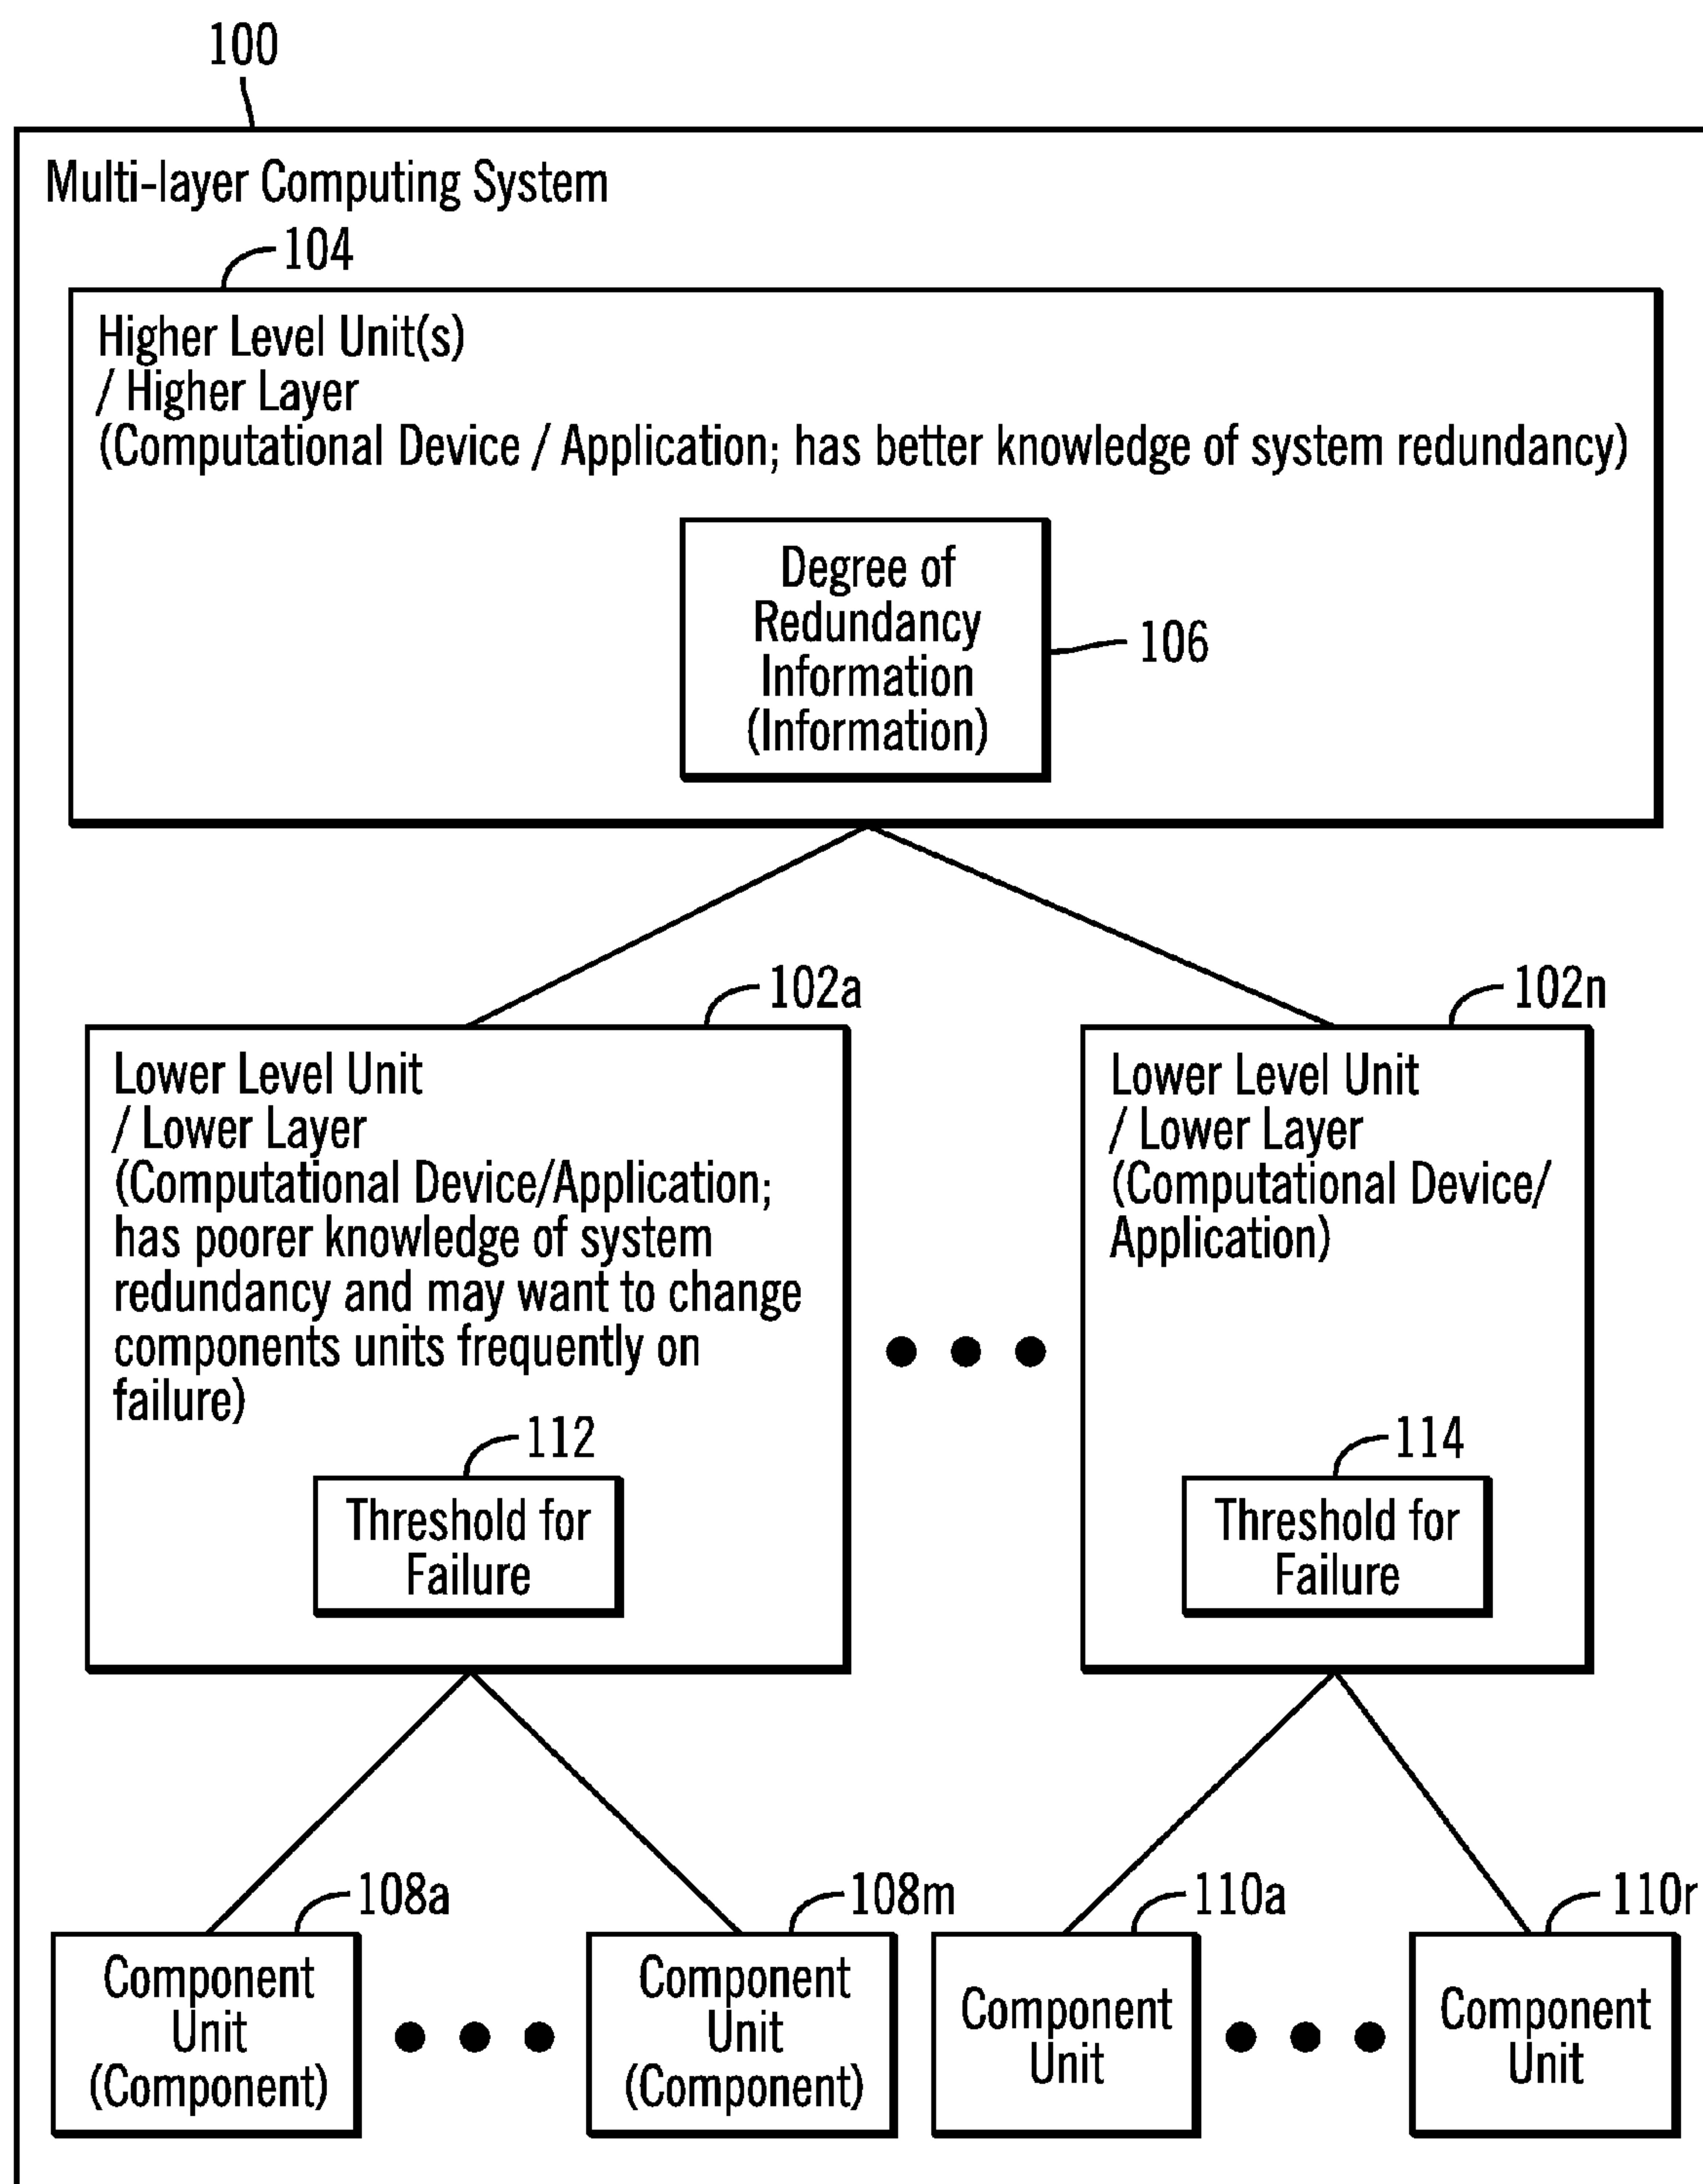 100
Multi-layer Computing System
104
Higher Level Unit(s)
/ Higher Layer
(Computational Device / Application; has better knowledge of system redundancy)
Degree of
Redundancy
Information
(Information)
106
102a
Lower Level Unit
/ Lower Layer
(Computational Device/Application;
has poorer knowledge of system
redundancy and may want to change
components units frequently on
failure)
112
Threshold for
Failure
102n
Lower Level Unit
/ Lower Layer
(Computational Device/
Application)
114
Threshold for
Failure
108a
Component
Unit
(Component)
108m
Component
Unit
(Component)
110a
Component
Unit
110r
Component
Unit